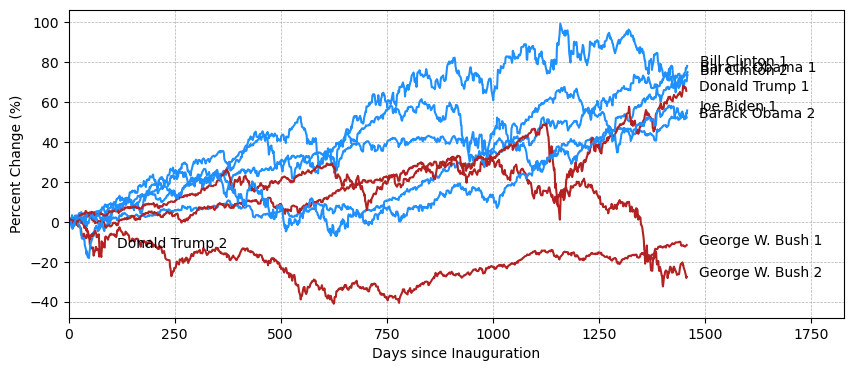 100
80
60
40
20
0
−20
−40
Percent Change (%)
Bill Clinton 1
Barack Obama 1
Bill Clinton 2
Donald Trump 1
Joe Biden 1
Barack Obama 2
Donald Trump 2
George W. Bush 1
George W. Bush 2
0 250 500 750 1000 1250 1500 1750
Days since Inauguration